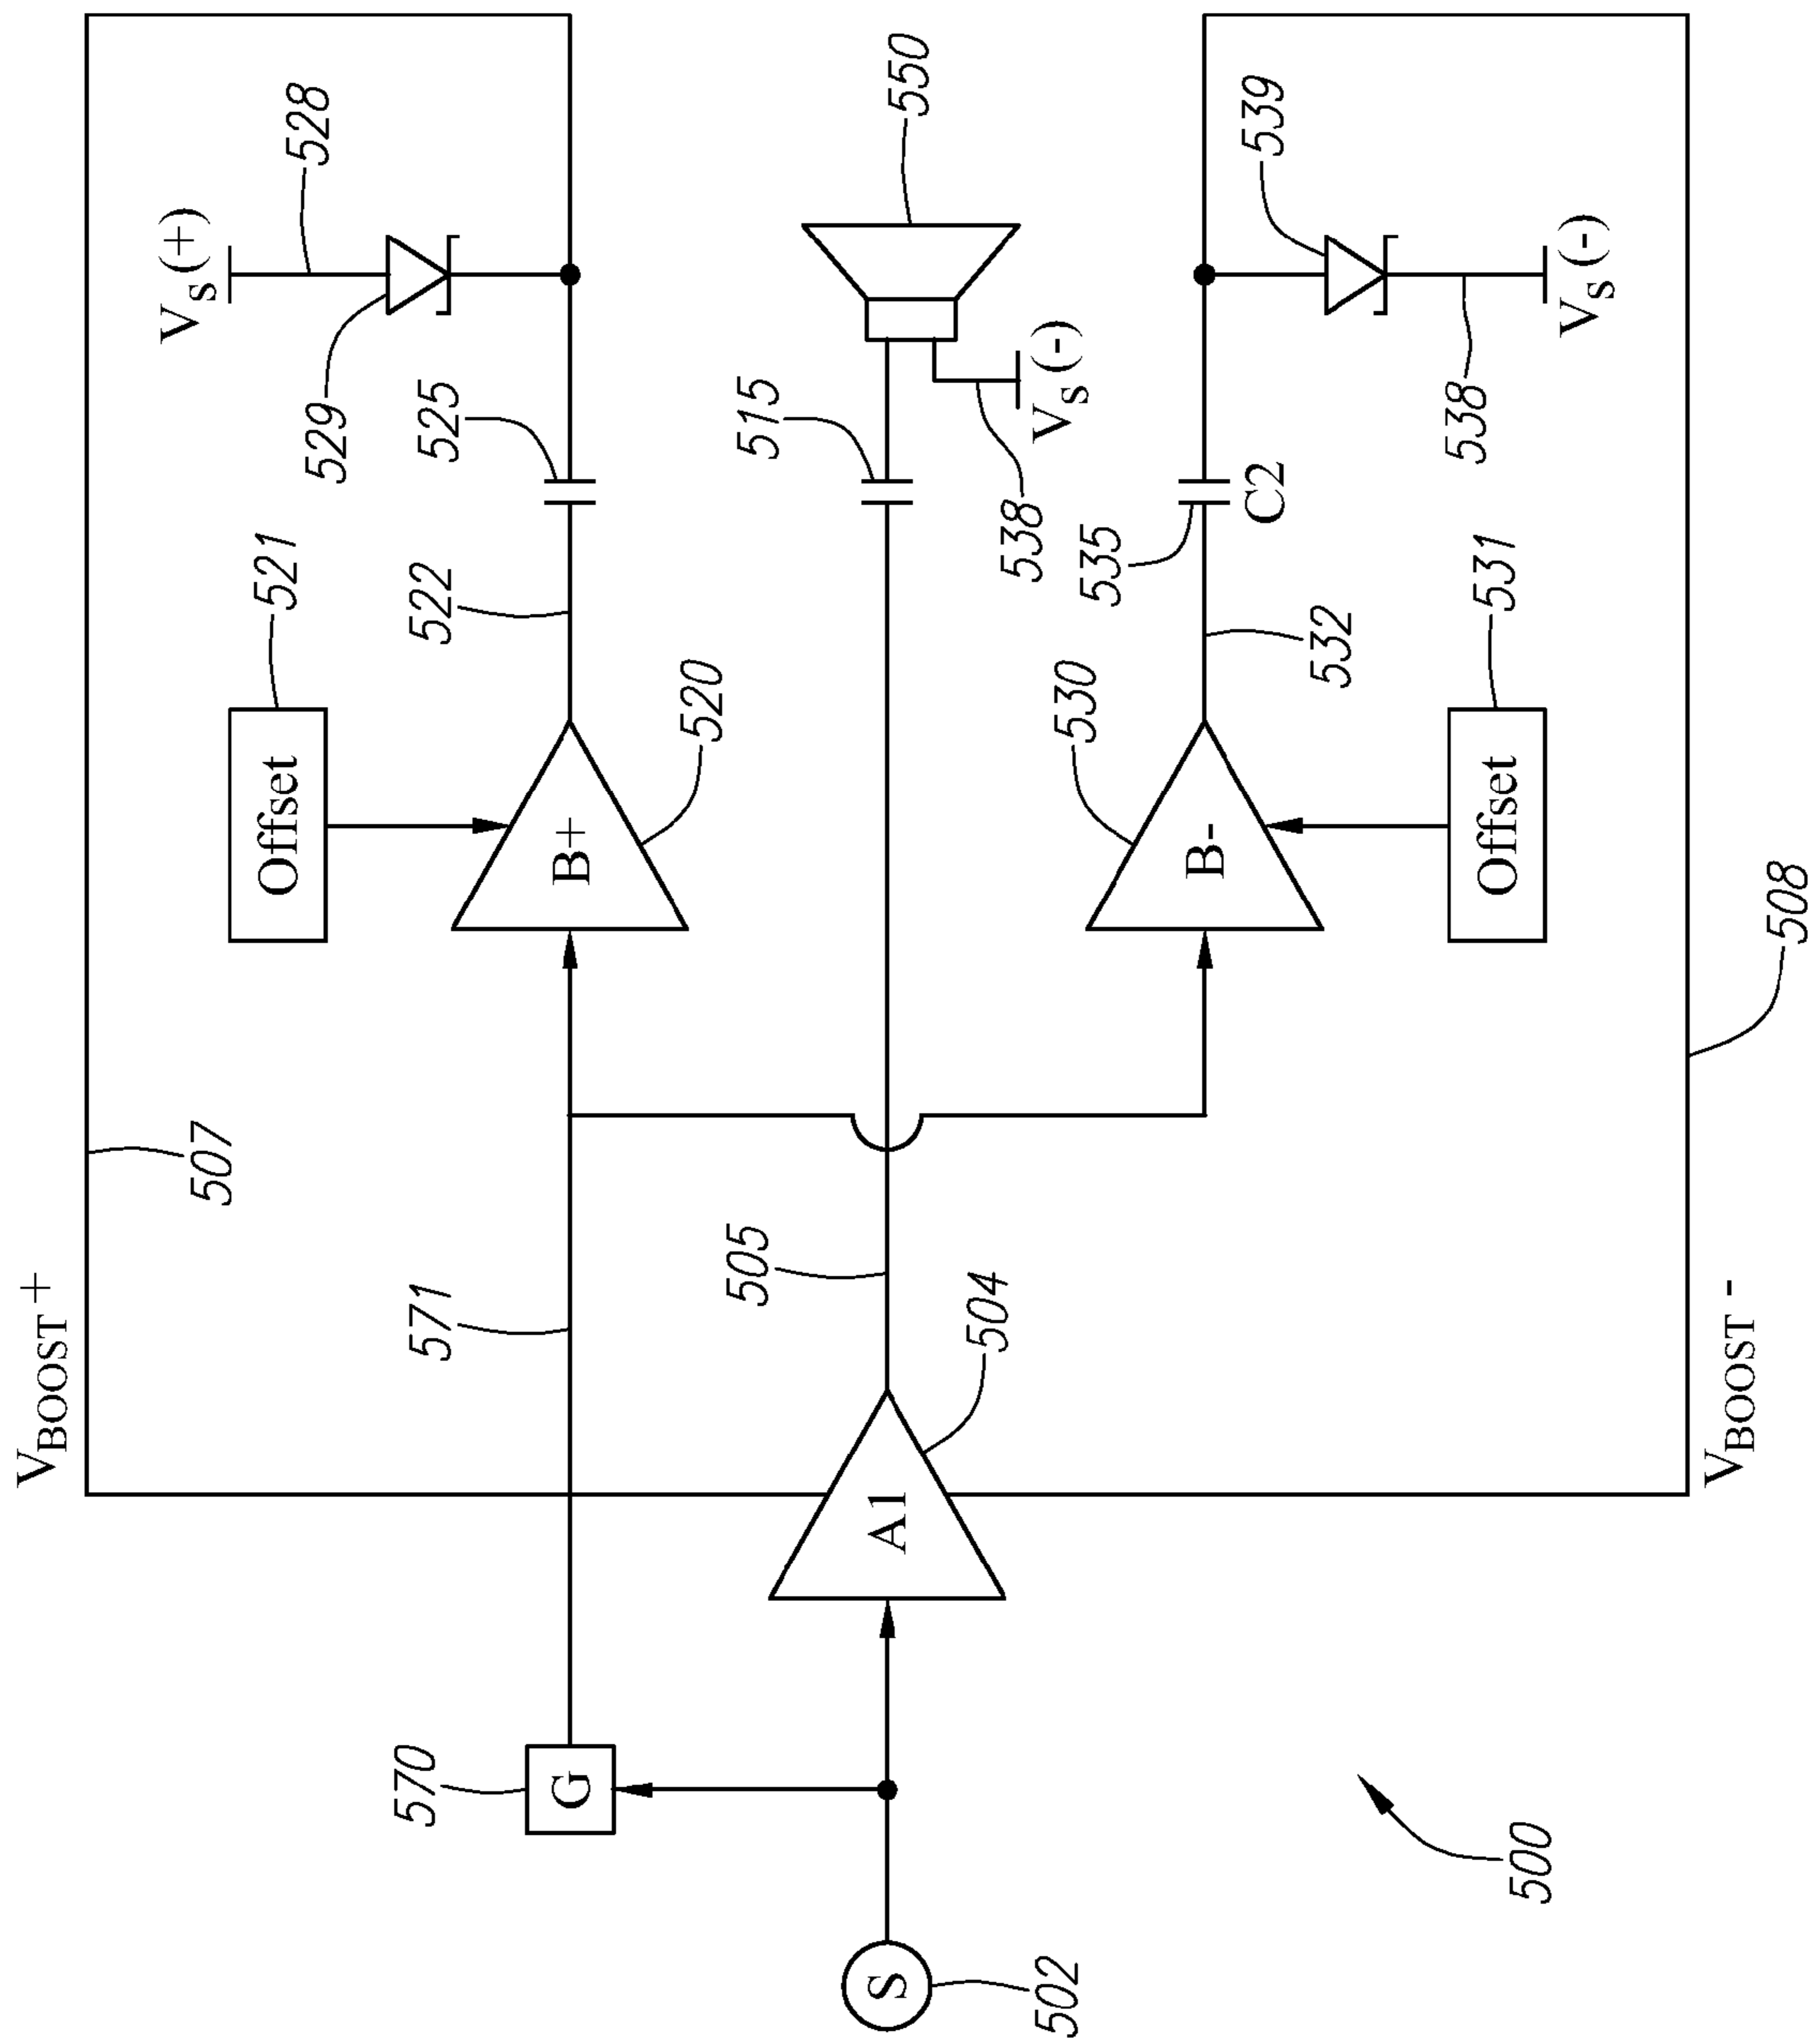 V_BOOST +
507
V_S (+)
528
529
Offset
521
525
522
B+
520
571
570
G
S
502
A1
504
505
515
550
V_S (-)
538
530
B-
535
C2
532
539
538
V_S (-)
Offset
531
508
V_BOOST -
500